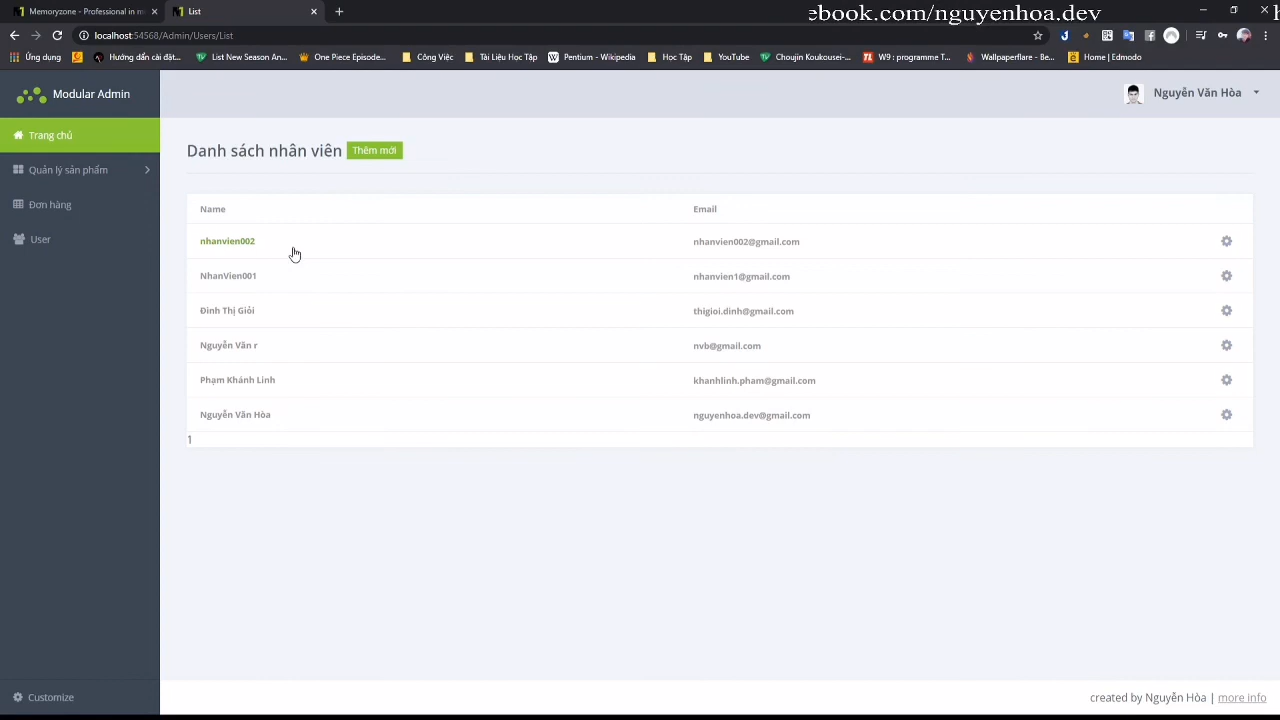 Memoryzone - Professional in m
List
ebook.com/nguyenhoa.dev
localhost:54568/Admin/Users/List
Ứng dung
Hướng dẫn cài dặt...
List New Season An...
One Piece Episode...
Công Việc
Tài Liệu Học Tập
Pentium - Wikipedia
Học Tập
YouTube
Choujin Koukousei-...
W9 : programme T...
Wallpaperflare - Be...
Home | Edmodo
Modular Admin
Nguyễn Văn Hòa
Trang chủ
Quản lý sản phẩm
Đơn hàng
User
Danh sách nhân viên
Thêm mới
Name Email
nhanvien002 nhanvien002@gmail.com
NhanVien001 nhanvien1@gmail.com
Đinh Thị Giỏi thigioi.dinh@gmail.com
Nguyễn Văn r nvb@gmail.com
Phạm Khánh Linh khanhlinh.pham@gmail.com
Nguyễn Văn Hòa nguyenhoa.dev@gmail.com
1
Customize
created by Nguyễn Hòa | more info